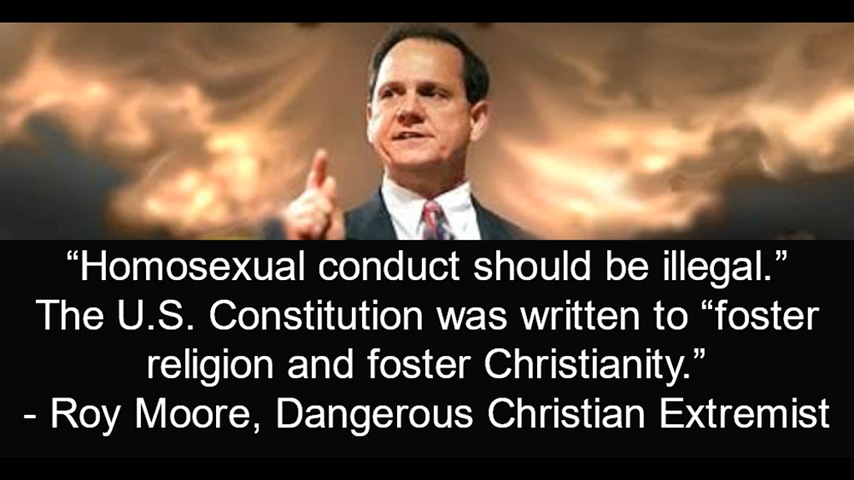 “Homosexual conduct should be illegal.”
The U.S. Constitution was written to “foster
religion and foster Christianity.”
- Roy Moore, Dangerous Christian Extremist